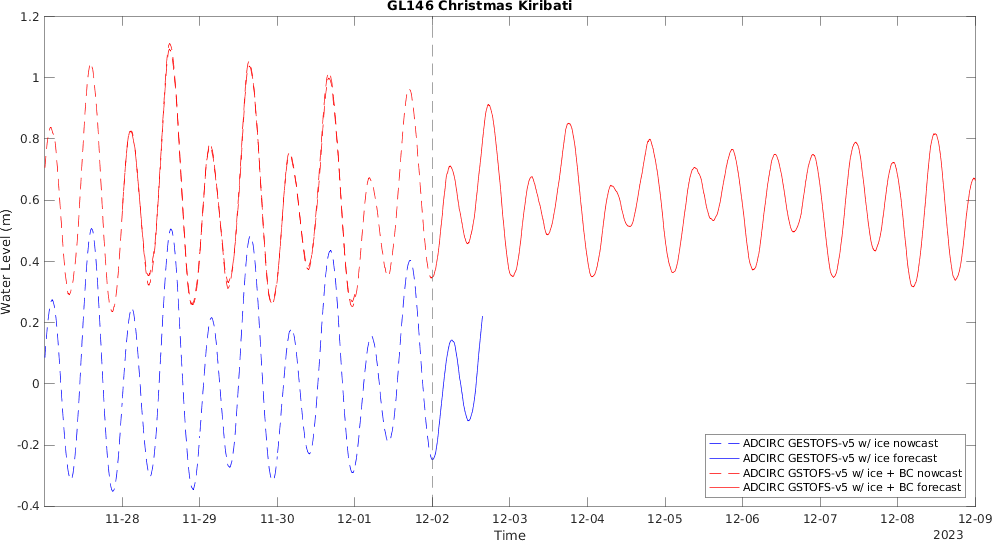 GL146 Christmas Kiribati
1.2
1
0.8
0.6
0.4
0.2
0
-0.2
-0.4
Water Level (m)
11-28 11-29 11-30 12-01 12-02 12-03 12-04 12-05 12-06 12-07 12-08 12-09
Time
2023
ADCIRC GESTOFS-v5 w/ ice nowcast
ADCIRC GESTOFS-v5 w/ ice forecast
ADCIRC GSTOFS-v5 w/ ice + BC nowcast
ADCIRC GSTOFS-v5 w/ ice + BC forecast